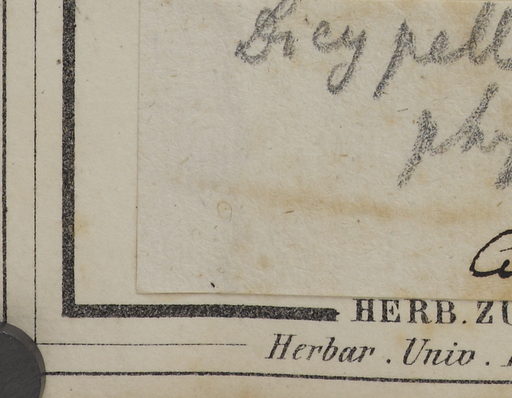 Dicypell
phy
HERB. ZU
Herbar. Univ.